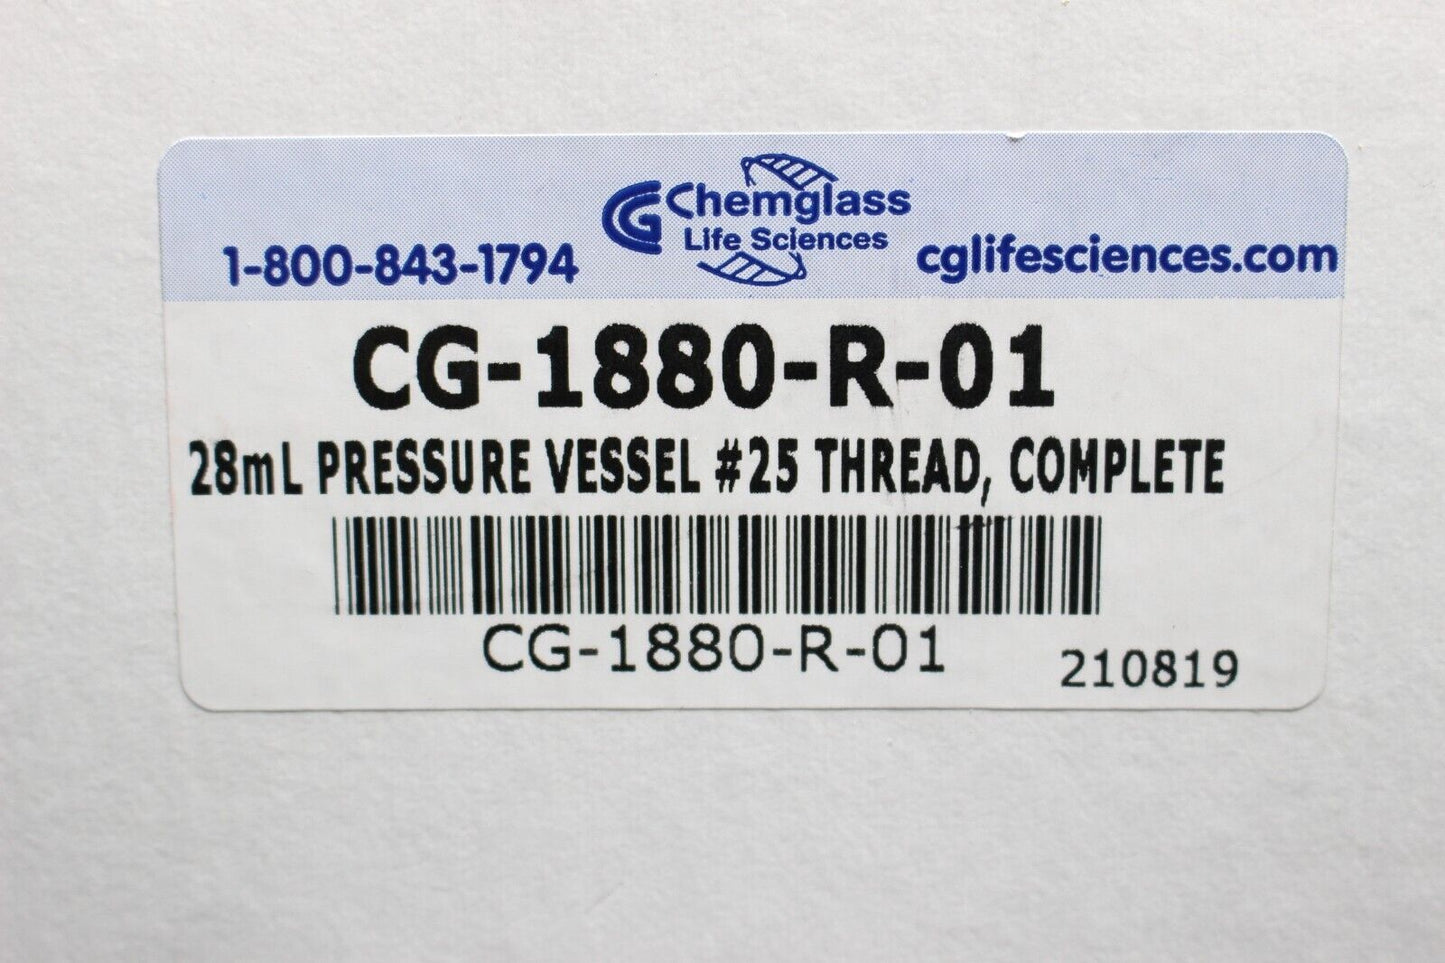 CG Chemglass
Life Sciences
1-800-843-1794
cglifesciences.com
CG-1880-R-01
28mL PRESSURE VESSEL #25 THREAD, COMPLETE
CG-1880-R-01
210819